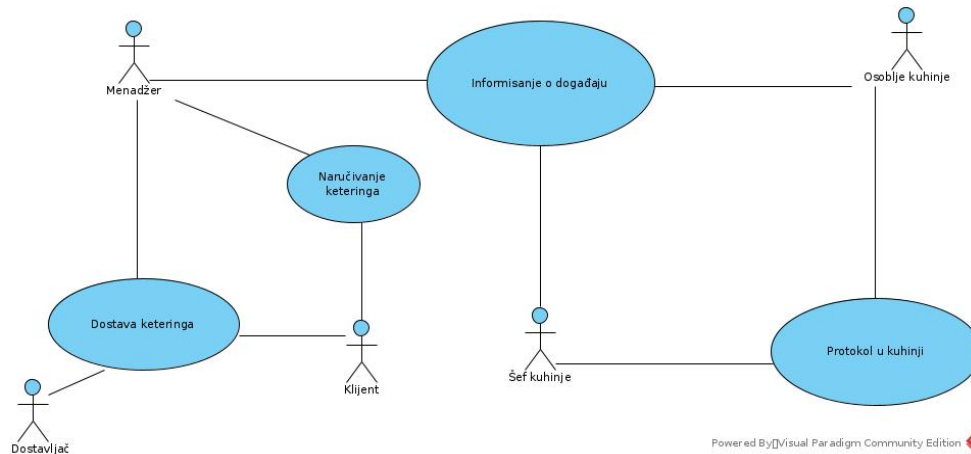 Menadžer
Informisanje o događaju
Osoblje kuhinje
Naručivanje
keteringa
Dostava keteringa
Klijent
Šef kuhinje
Protokol u kuhinji
Dostavljač
Powered By▯Visual Paradigm Community Edition